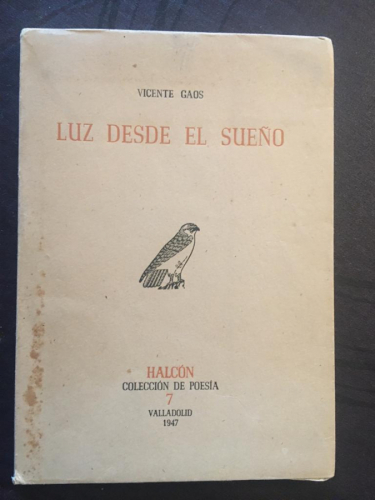 VICENTE GAOS
LUZ DESDE EL SUEÑO
HALCÓN
COLECCIÓN DE POESÍA
7
VALLADOLID
1947